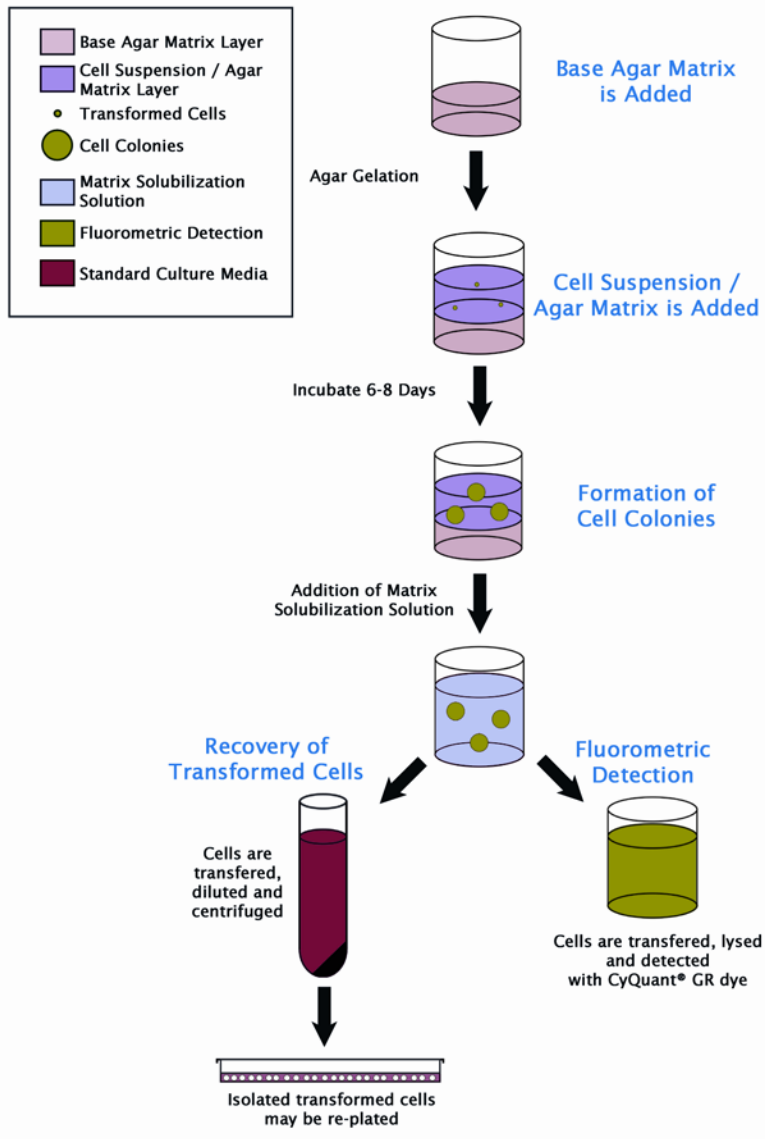 Base Agar Matrix Layer
Cell Suspension / Agar
Matrix Layer
Transformed Cells
Cell Colonies
Matrix Solubilization
Solution
Fluorometric Detection
Standard Culture Media
Base Agar Matrix
is Added
Agar Gelation
Cell Suspension /
Agar Matrix is Added
Incubate 6-8 Days
Formation of
Cell Colonies
Addition of Matrix
Solubilization Solution
Recovery of
Transformed Cells
Fluorometric
Detection
Cells are
transfered,
diluted and
centrifuged
Cells are transfered, lysed
and detected
with CyQuant® GR dye
Isolated transformed cells
may be re-plated